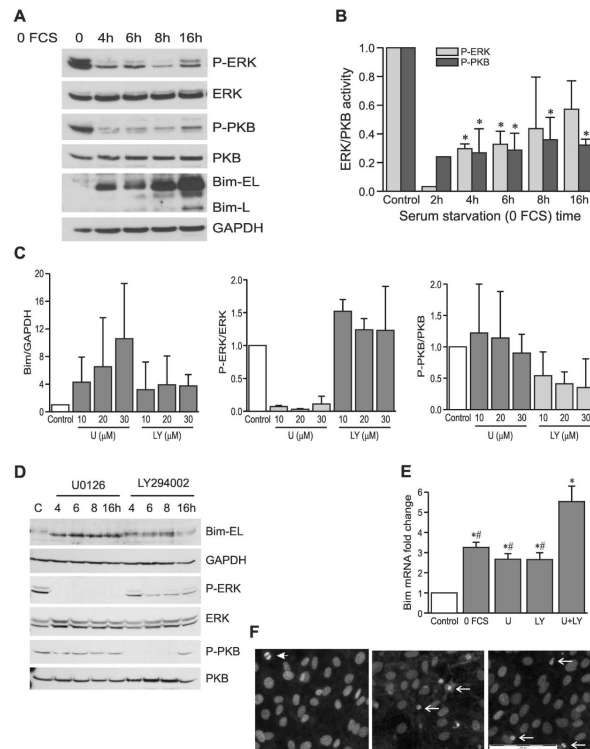 A
0 FCS 0 4h 6h 8h 16h
P-ERK
ERK
P-PKB
PKB
Bim-EL
Bim-L
GAPDH
B
P-ERK
P-PKB
ERK/PKB activity
1.0
0.8
0.6
0.4
0.2
0.0
* * * * * * *
Control 2h 4h 6h 8h 16h
Serum starvation (0 FCS) time
C
Bim/GAPDH
20
16
12
8
4
0
Control 10 20 30 10 20 30
U (µM) LY (µM)
P-ERK/ERK
2.0
1.5
1.0
0.5
0.0
Control 10 20 30 10 20 30
U (µM) LY (µM)
P-PKB/PKB
2.0
1.5
1.0
0.5
0.0
Control 10 20 30 10 20 30
U (µM) LY (µM)
D
U0126 LY294002
C 4 6 8 16h 4 6 8 16h
Bim-EL
GAPDH
P-ERK
ERK
P-PKB
PKB
E
Bim mRNA fold change
7
6
5
4
3
2
1
0
*# *# *# *
Control 0 FCS U LY U+LY
F